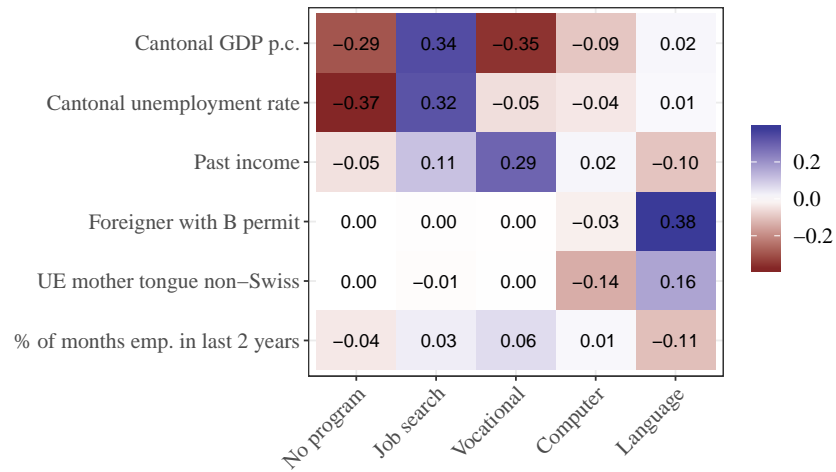 Cantonal GDP p.c. −0.29 0.34 −0.35 −0.09 0.02
Cantonal unemployment rate −0.37 0.32 −0.05 −0.04 0.01
Past income −0.05 0.11 0.29 0.02 −0.10
Foreigner with B permit 0.00 0.00 0.00 −0.03 0.38
UE mother tongue non−Swiss 0.00 −0.01 0.00 −0.14 0.16
% of months emp. in last 2 years −0.04 0.03 0.06 0.01 −0.11
No program Job search Vocational Computer Language
0.2
0.0
−0.2